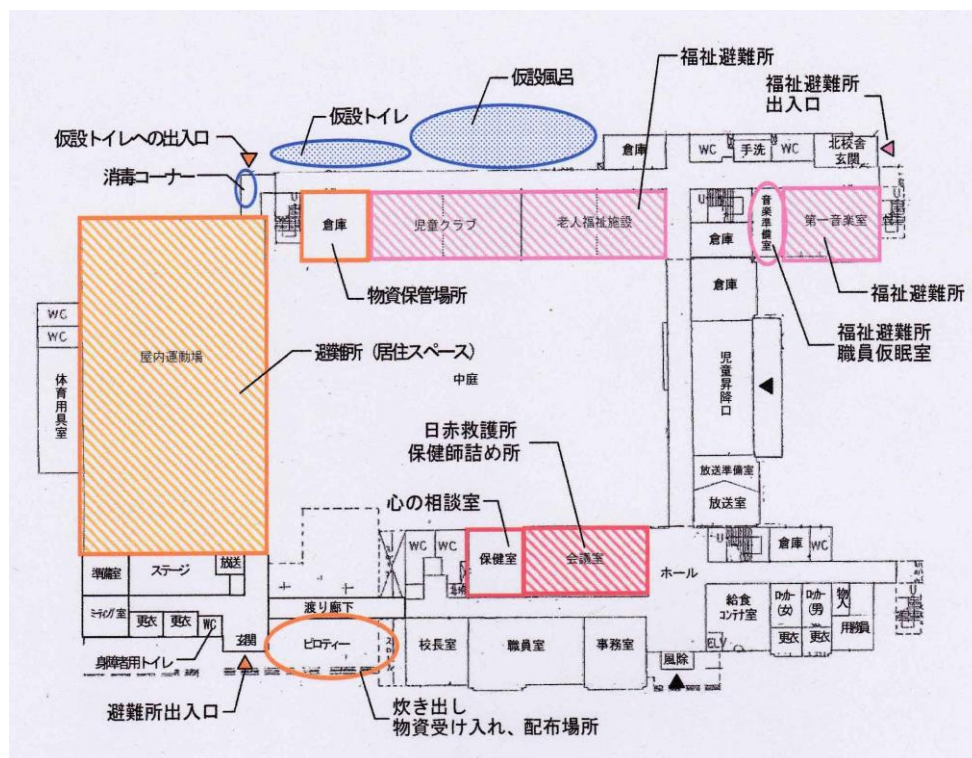 福祉避難所
仮設風呂
福祉避難所
出入口
仮設トイレ
仮設トイレへの出入口
消毒コーナー
倉庫
WC
手洗
WC
北校舎
玄関
U
倉庫
児童クラブ
老人福祉施設
U
倉庫
音楽準備室
第一音楽室
U
物資保管場所
倉庫
福祉避難所
福祉避難所
職員仮眠室
WC
WC
体育用具室
屋内運動場
避難所（居住スペース）
中庭
児童昇降口
日赤救護所
保健師詰め所
心の相談室
放送準備室
放送室
WC
WC
保健室
会議室
ホール
U
倉庫
WC
準備室
ステージ
放送
ミーティング室
更衣
更衣
WC
玄関
身障者用トイレ
渡り廊下
ピロティー
校長室
職員室
事務室
風除
給食
コンテナ室
EV
ロッカー
(女)
ロッカー
(男)
更衣
更衣
物入
用務員
避難所出入口
炊き出し
物資受け入れ、配布場所